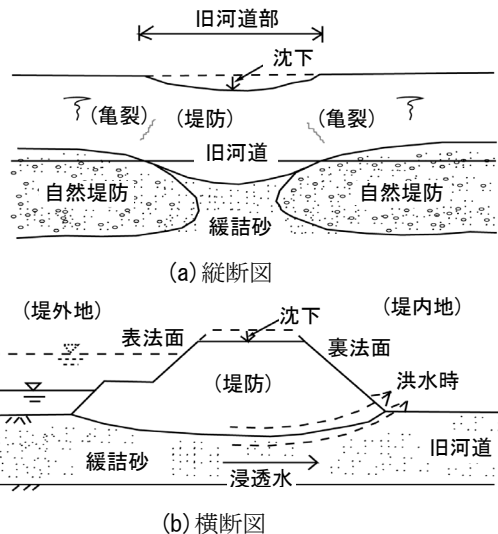 旧河道部
沈下
(亀裂) (堤防) (亀裂)
旧河道
自然堤防 自然堤防
緩詰砂
(a) 縦断図
(堤外地) (堤内地)
沈下
表法面 裏法面
(堤防) 洪水時
緩詰砂 旧河道
浸透水
(b) 横断図